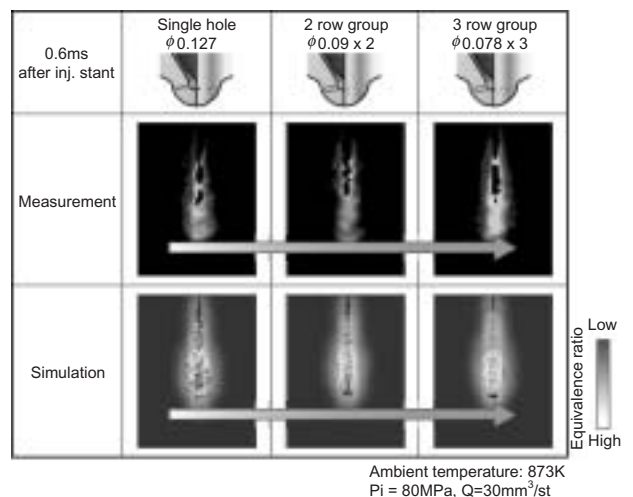 0.6ms
after inj. stant
Single hole
ϕ0.127
2 row group
ϕ0.09 x 2
3 row group
ϕ0.078 x 3
Measurement
Simulation
Equivalence ratio
Low
High
Ambient temperature: 873K
Pi = 80MPa, Q=30mm³/st